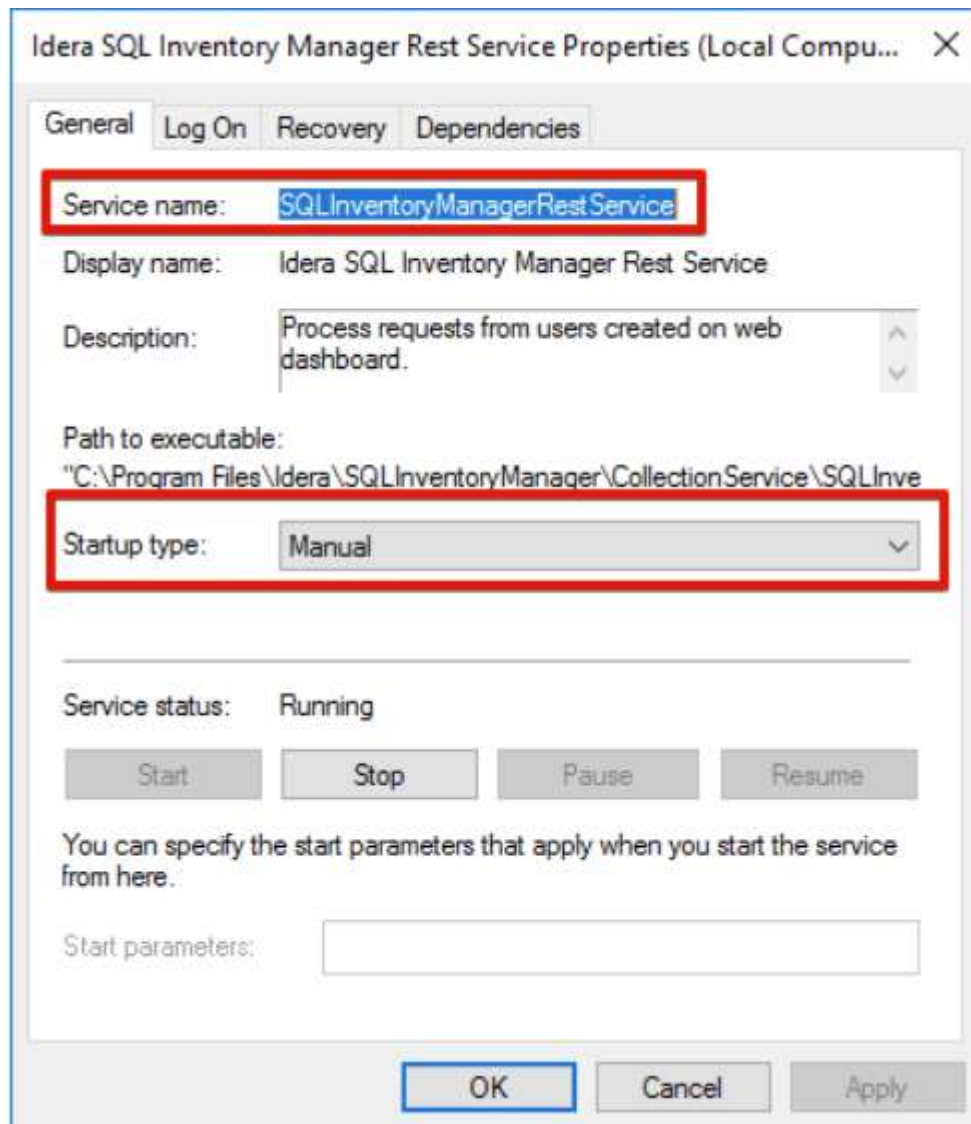 Idera SQL Inventory Manager Rest Service Properties (Local Compu...
General Log On Recovery Dependencies
Service name: SQLInventoryManagerRestService
Display name: Idera SQL Inventory Manager Rest Service
Description: Process requests from users created on web
dashboard.
Path to executable:
"C:\Program Files\Idera\SQLInventoryManager\CollectionService\SQLInve
Startup type: Manual
Service status: Running
Start Stop Pause Resume
You can specify the start parameters that apply when you start the service
from here.
Start parameters:
OK Cancel Apply